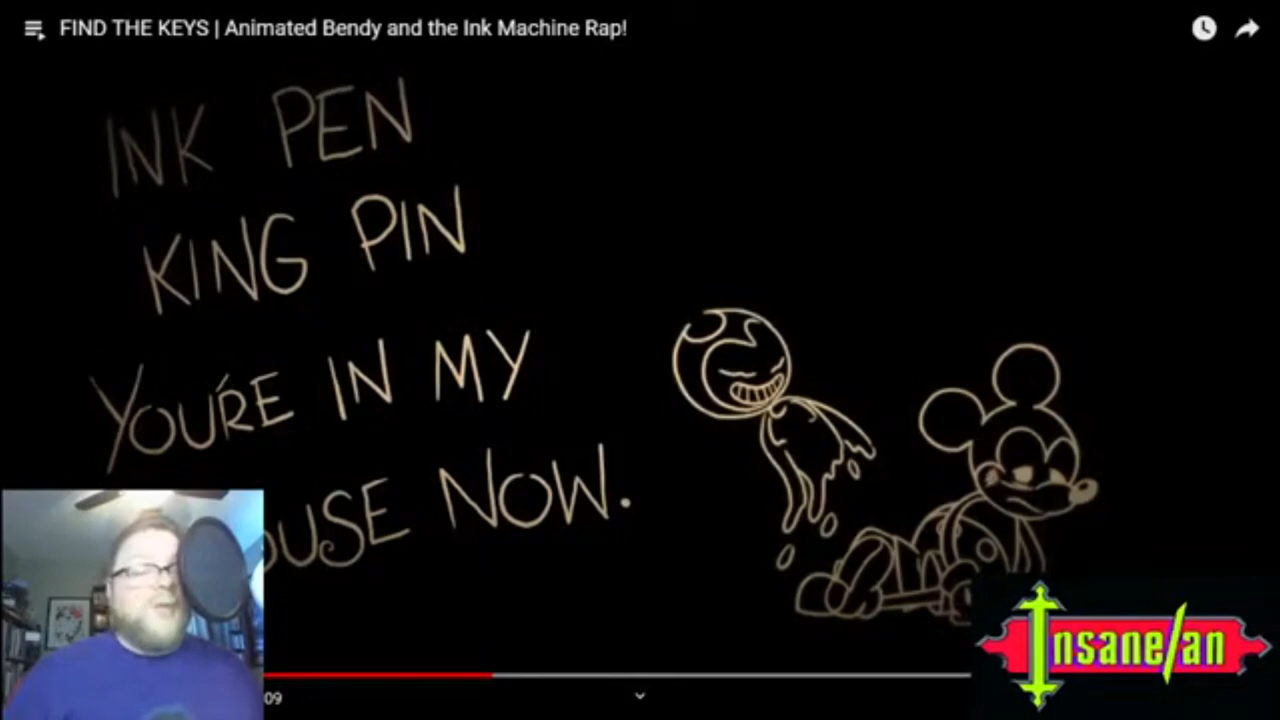 FIND THE KEYS | Animated Bendy and the Ink Machine Rap!
INK PEN
KING PIN
YOU'RE IN MY
OUSE NOW.
09
InsaneIan